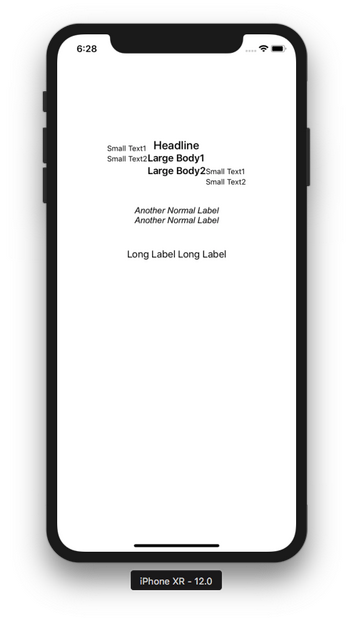 6:28
Headline
Small Text1
Small Text2
Large Body1
Large Body2
Small Text1
Small Text2
Another Normal Label
Another Normal Label
Long Label Long Label
iPhone XR - 12.0